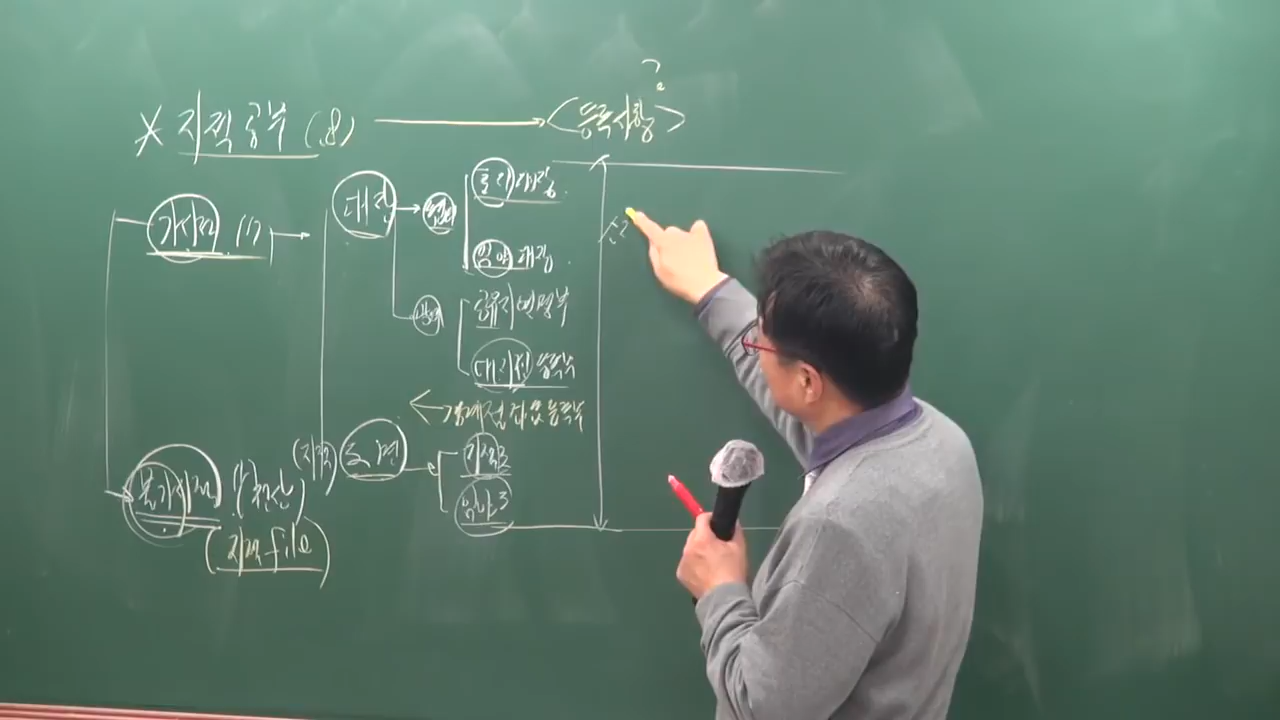 * 지적공부 (.8) → <등록사항>
?
가시적 (7)
대장
토지 대장.
임야 대장.
공유지연명부
대지권 등록부
경계점좌표등록부
(지적) 도면
지적도
임야도
불가시적
(지적 file)